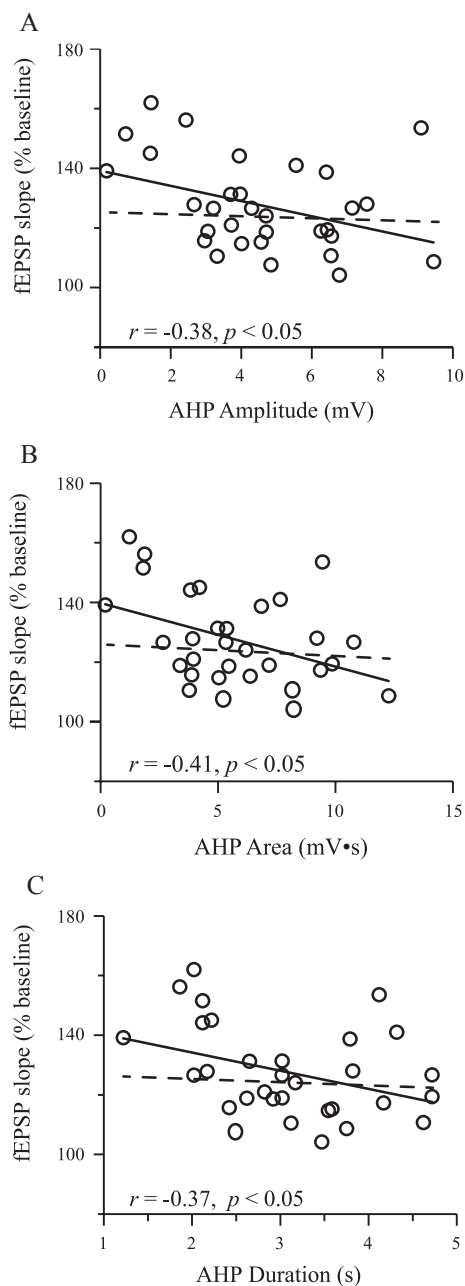 A
fEPSP slope (% baseline)
180
140
100
r = -0.38, p < 0.05
0 2 4 6 8 10
AHP Amplitude (mV)
B
fEPSP slope (% baseline)
180
140
100
r = -0.41, p < 0.05
0 5 10 15
AHP Area (mV•s)
C
fEPSP slope (% baseline)
180
140
100
r = -0.37, p < 0.05
1 2 3 4 5
AHP Duration (s)